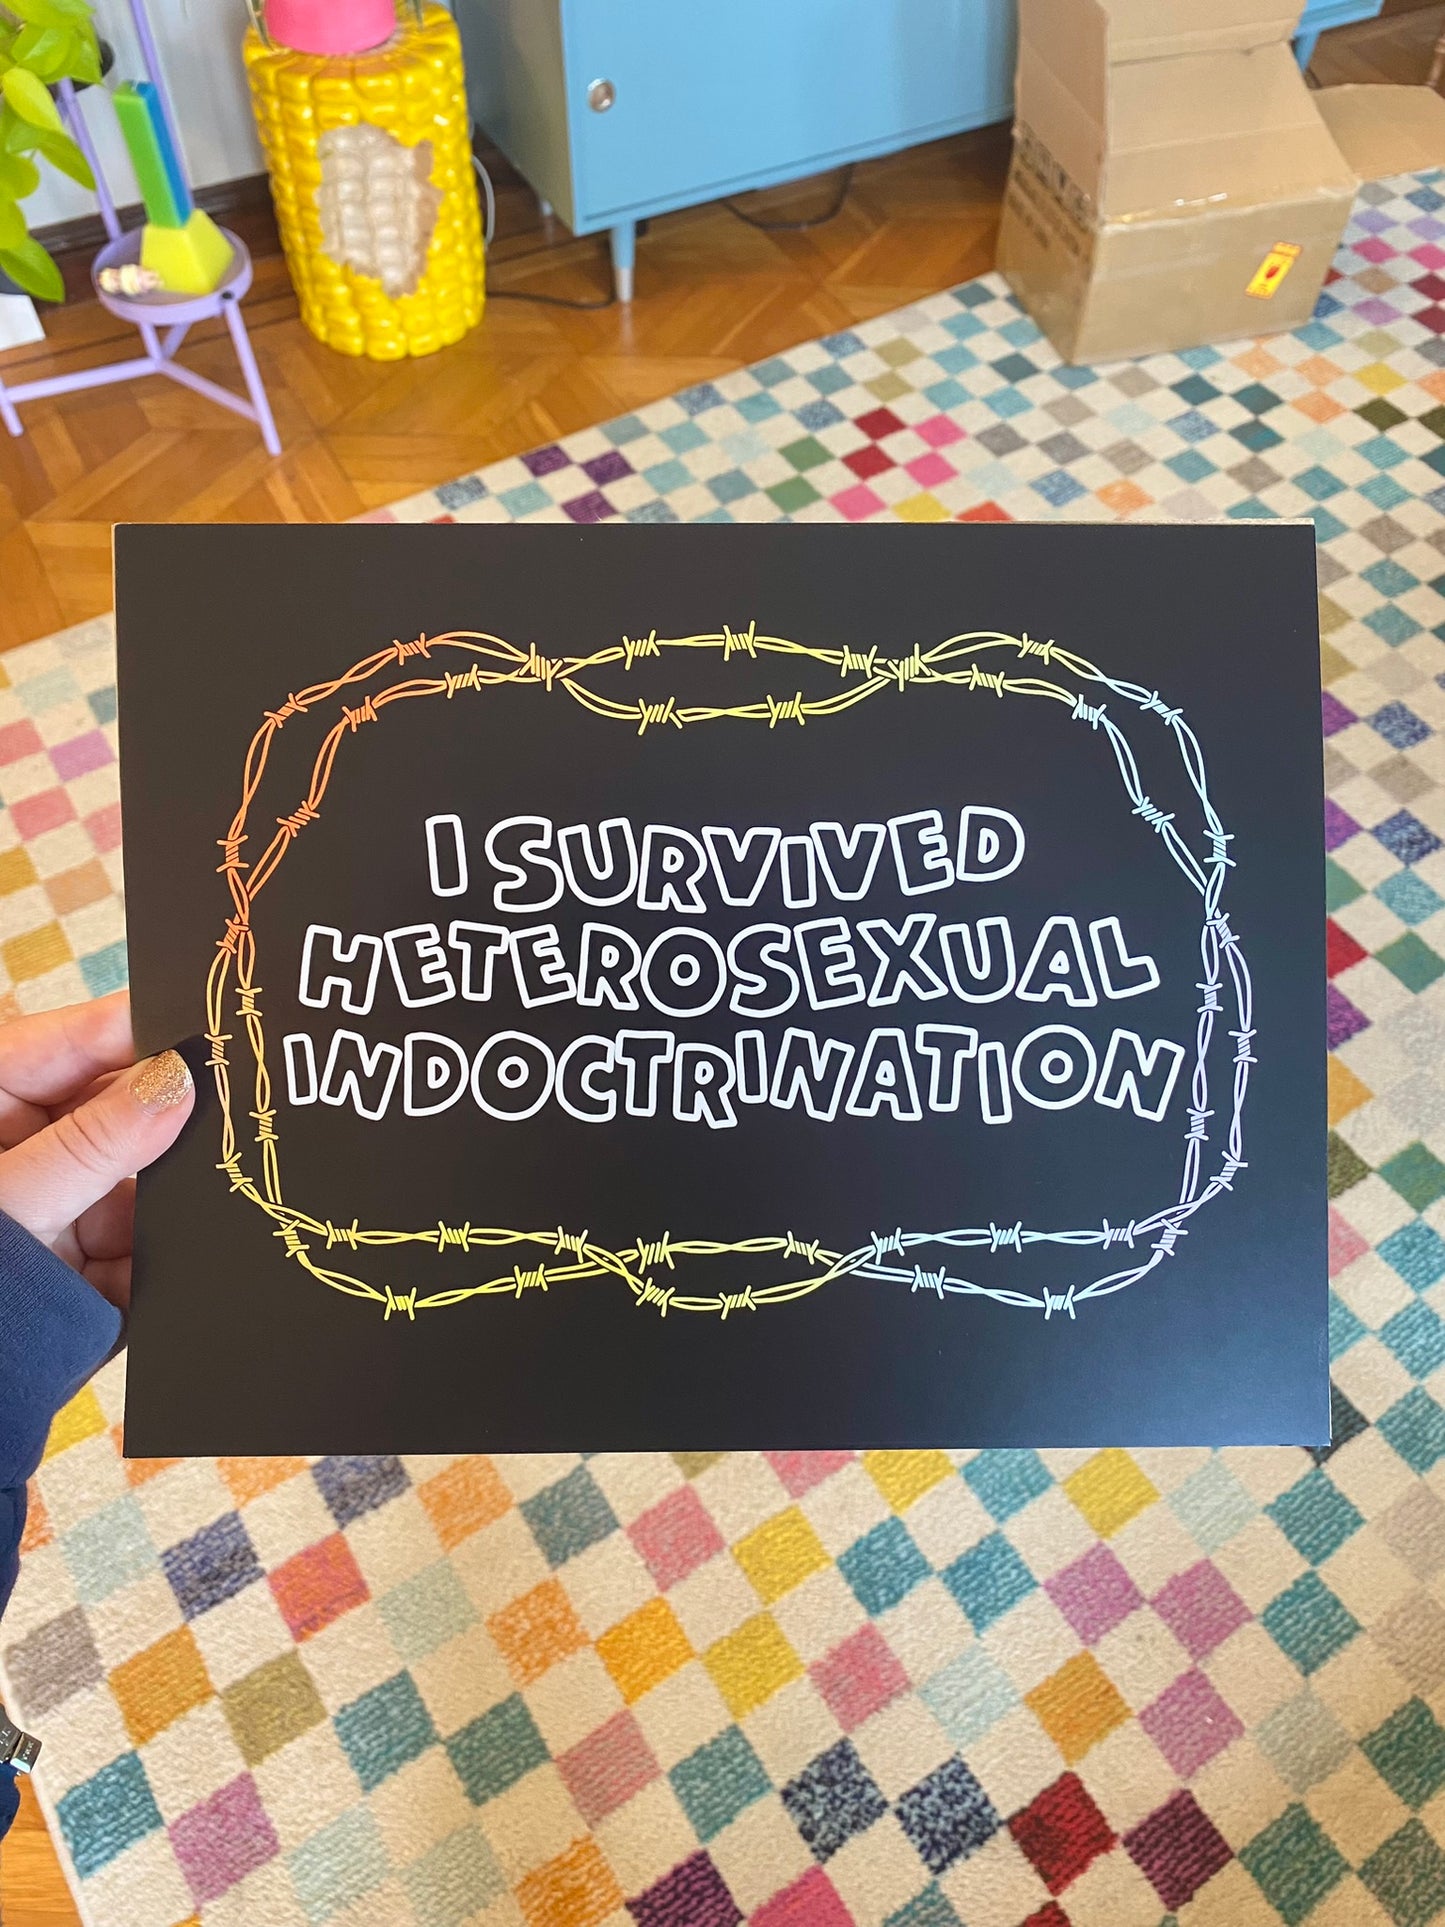 I SURVIVED
HETEROSEXUAL
INDOCTRINATION